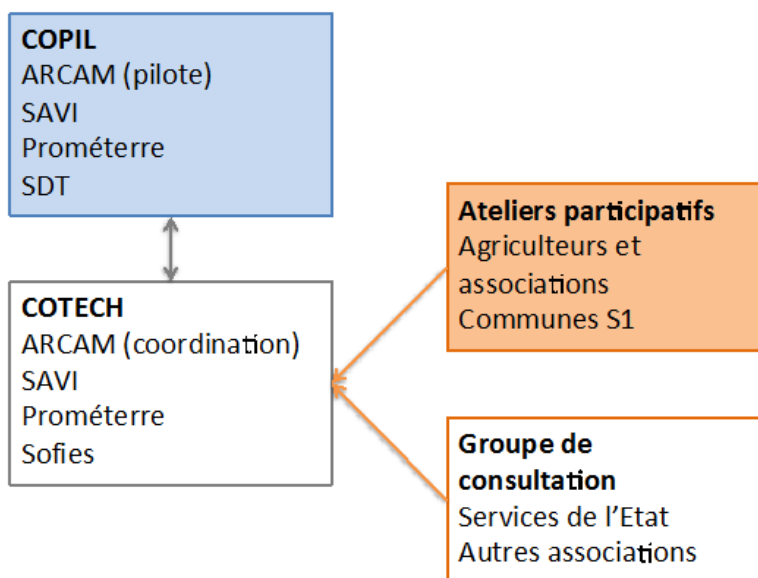 COPIL
ARCAM (pilote)
SAVI
Prométerre
SDT
COTECH
ARCAM (coordination)
SAVI
Prométerre
Sofies
Ateliers participatifs
Agriculteurs et
associations
Communes S1
Groupe de
consultation
Services de l’Etat
Autres associations